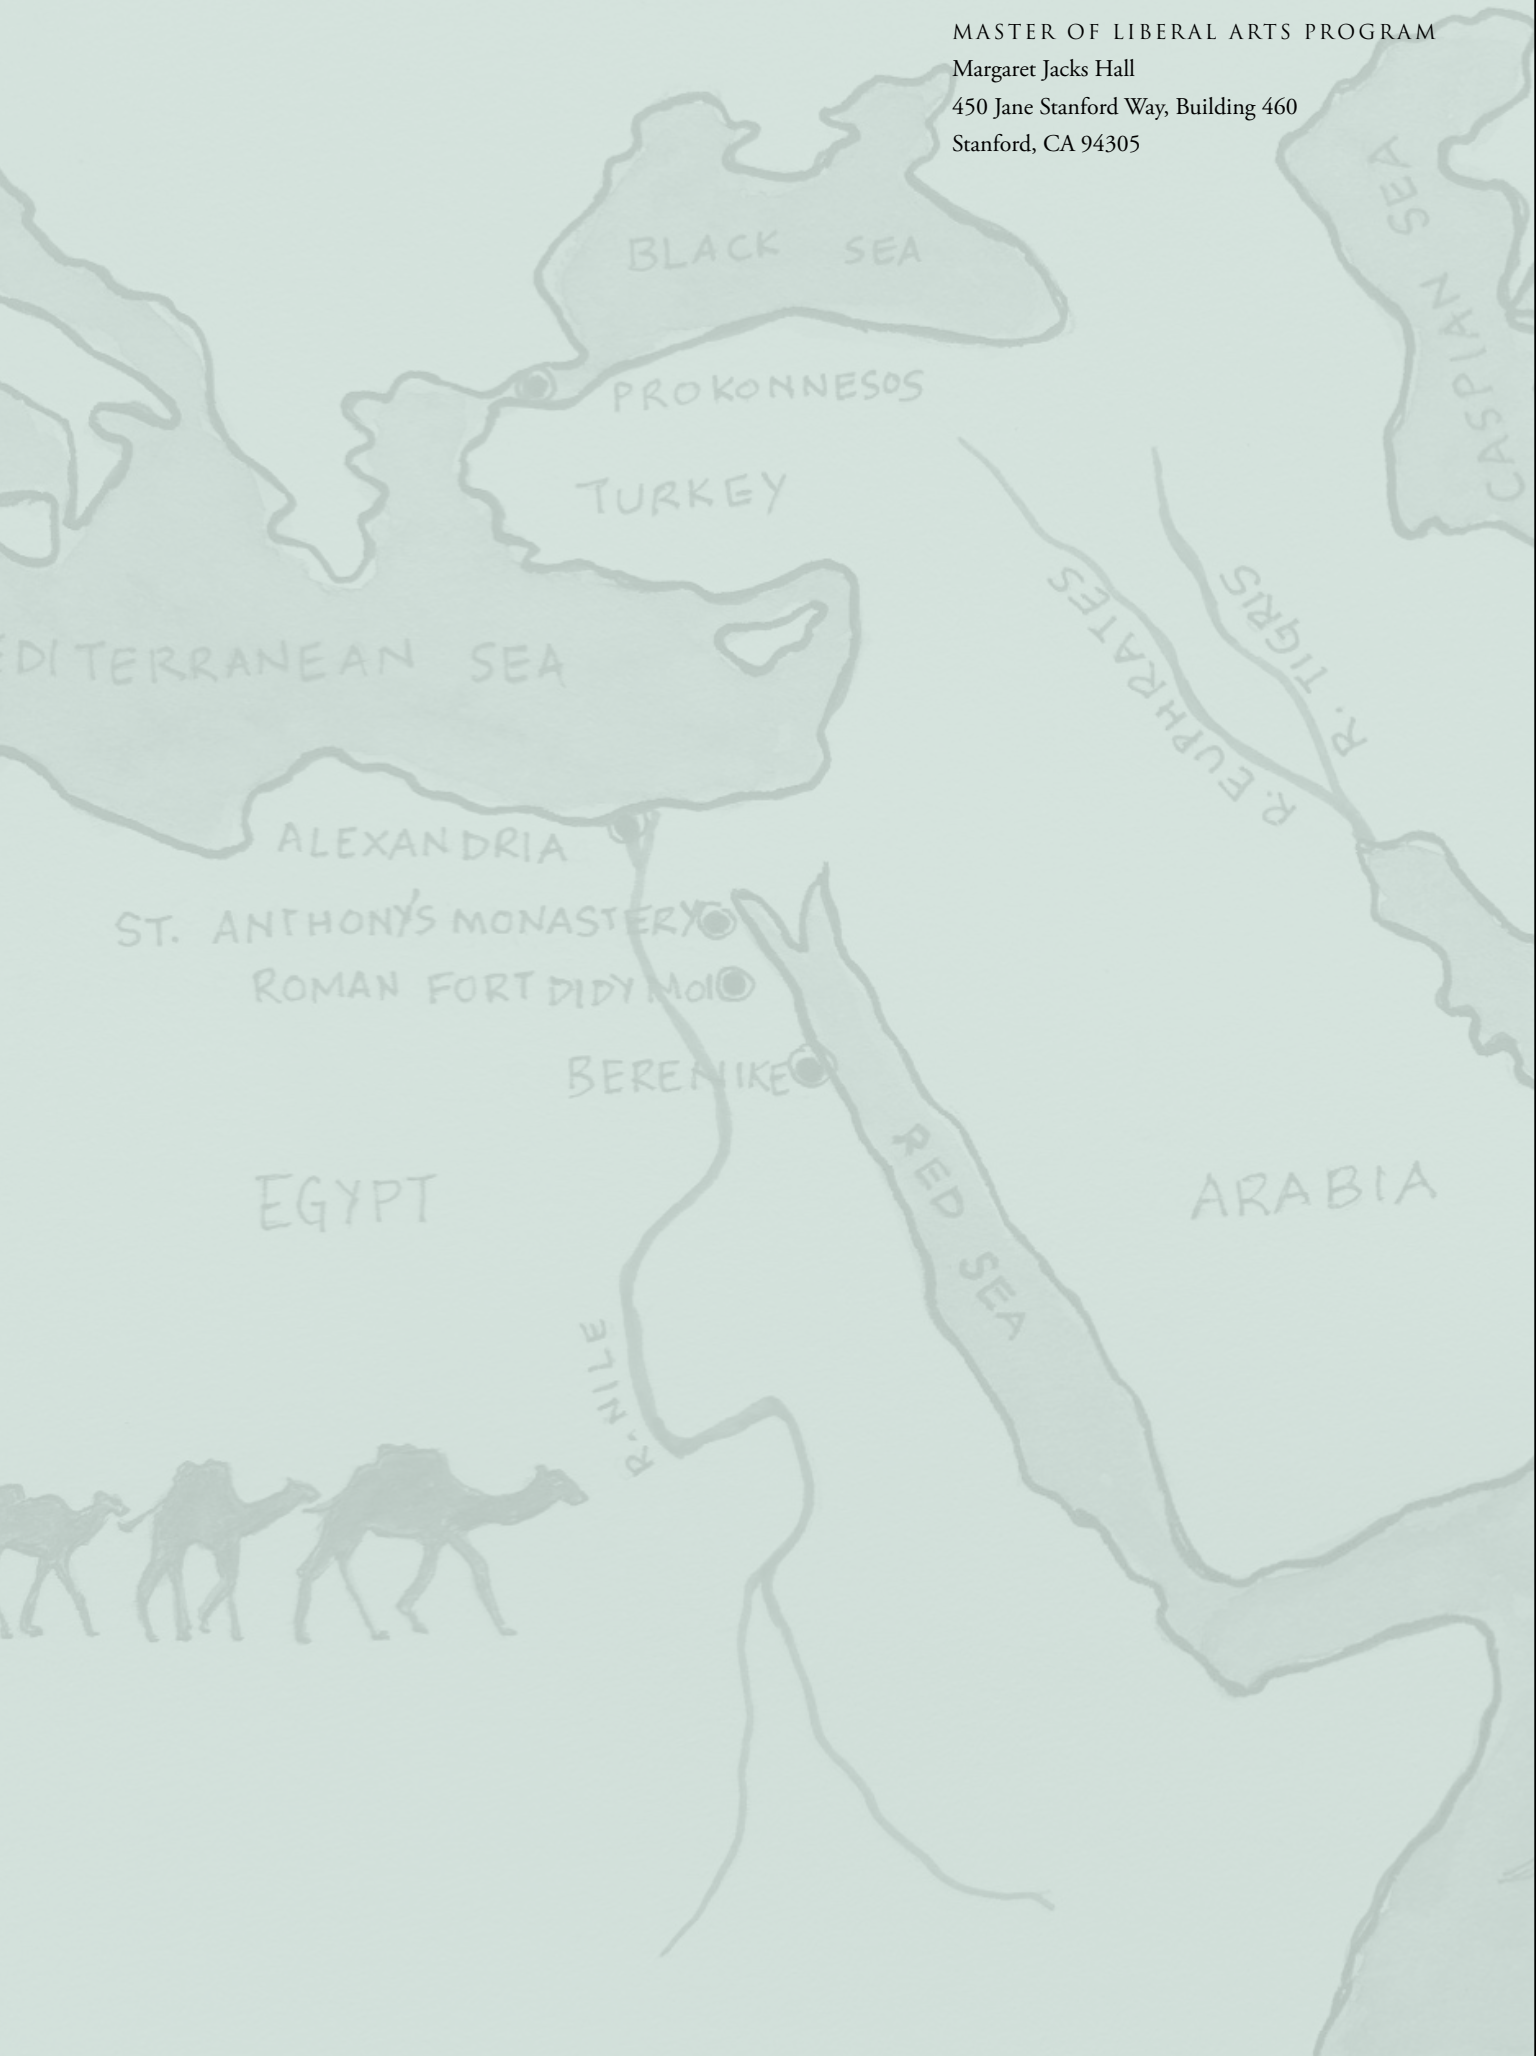 MASTER OF LIBERAL ARTS PROGRAM
Margaret Jacks Hall
450 Jane Stanford Way, Building 460
Stanford, CA 94305
BLACK SEA
CASPIAN SEA
PROKONNESOS
TURKEY
R. EUPHRATES
R. TIGRIS
EDITERRANEAN SEA
ALEXANDRIA
ST. ANTHONY'S MONASTERY
ROMAN FORT DIDYMOI
BERENIKE
RED SEA
EGYPT
ARABIA
R. NILE